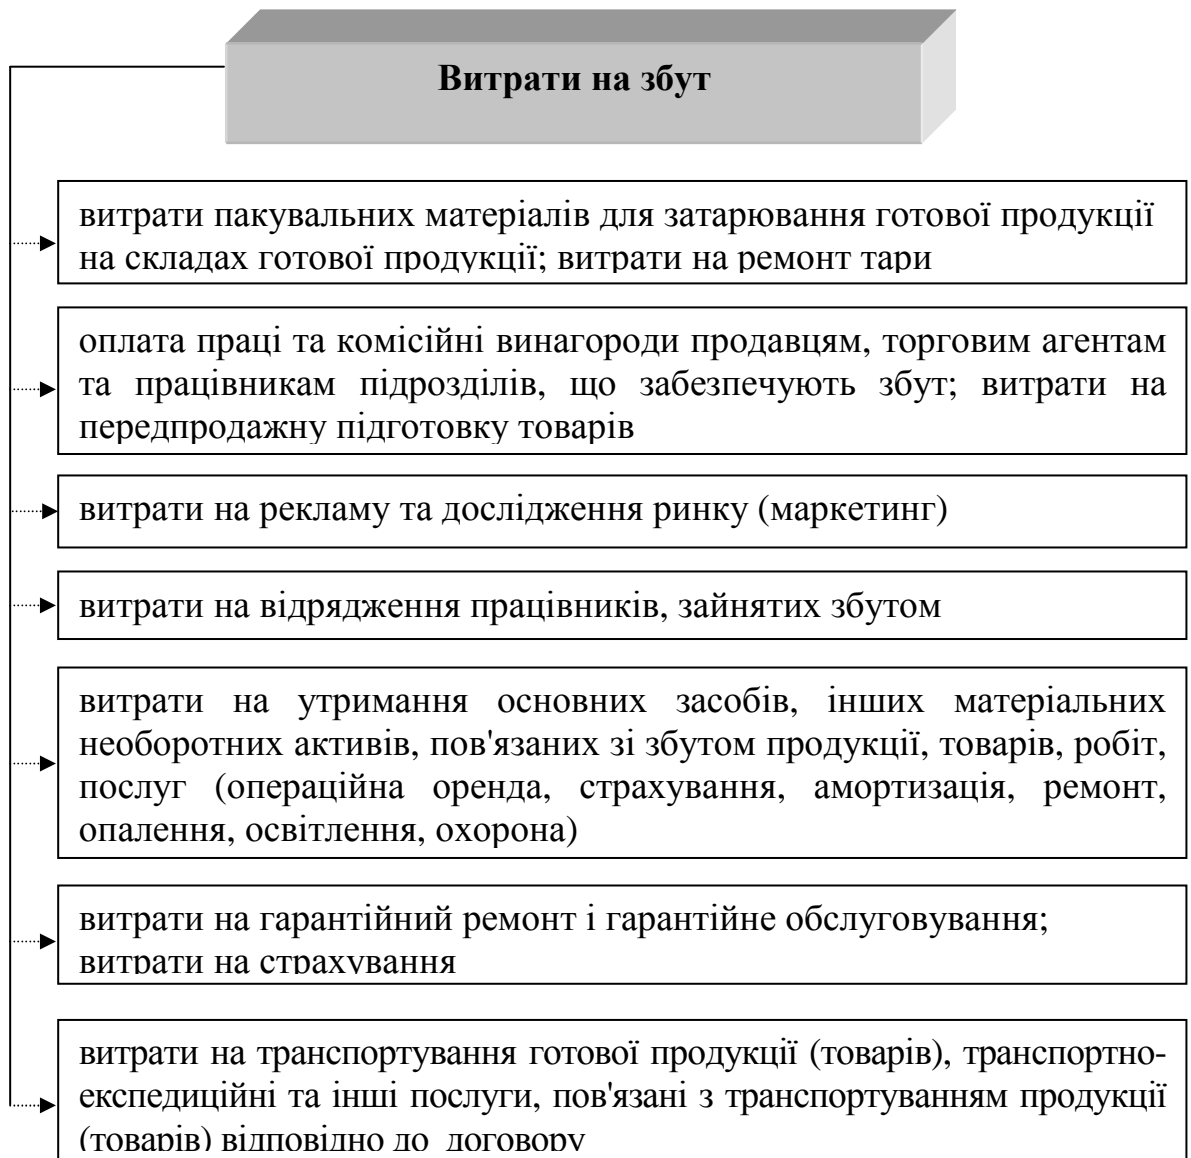 Витрати на збут
витрати пакувальних матеріалів для затарювання готової продукції
на складах готової продукції; витрати на ремонт тари
оплата праці та комісійні винагороди продавцям, торговим агентам
та працівникам підрозділів, що забезпечують збут; витрати на
передпродажну підготовку товарів
витрати на рекламу та дослідження ринку (маркетинг)
витрати на відрядження працівників, зайнятих збутом
витрати на утримання основних засобів, інших матеріальних
необоротних активів, пов'язаних зі збутом продукції, товарів, робіт,
послуг (операційна оренда, страхування, амортизація, ремонт,
опалення, освітлення, охорона)
витрати на гарантійний ремонт і гарантійне обслуговування;
витрати на страхування
витрати на транспортування готової продукції (товарів), транспортно-
експедиційні та інші послуги, пов'язані з транспортуванням продукції
(товарів) відповідно до договору